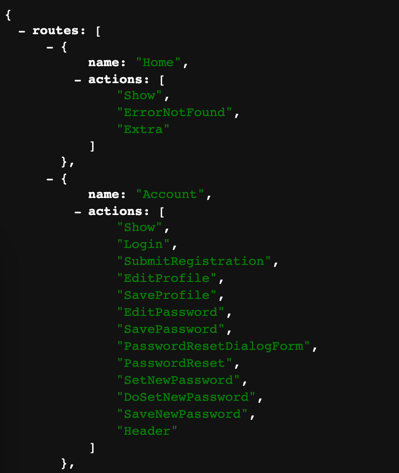 {
- routes: [
- {
name: "Home",
- actions: [
"Show",
"ErrorNotFound",
"Extra"
]
},
- {
name: "Account",
- actions: [
"Show",
"Login",
"SubmitRegistration",
"EditProfile",
"SaveProfile",
"EditPassword",
"SavePassword",
"PasswordResetDialogForm",
"PasswordReset",
"SetNewPassword",
"DoSetNewPassword",
"SaveNewPassword",
"Header"
]
},